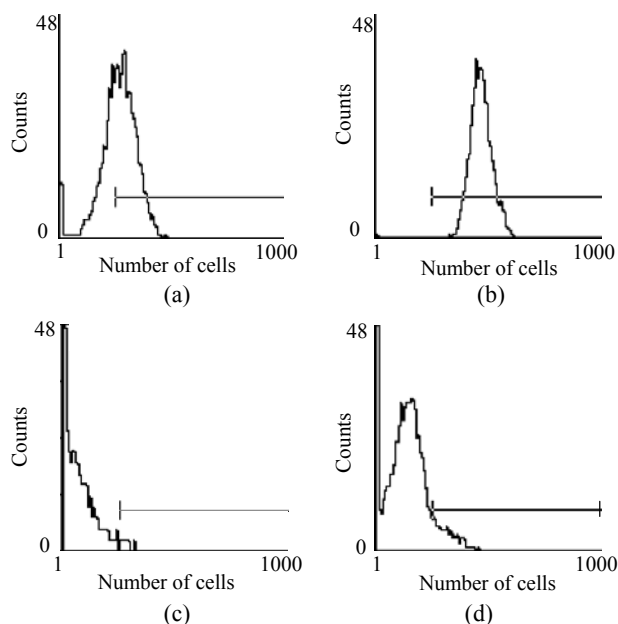 48
Counts
0
1
1000
Number of cells
(a)
48
Counts
0
1
1000
Number of cells
(b)
48
Counts
0
1
1000
Number of cells
(c)
48
Counts
0
1
1000
Number of cells
(d)